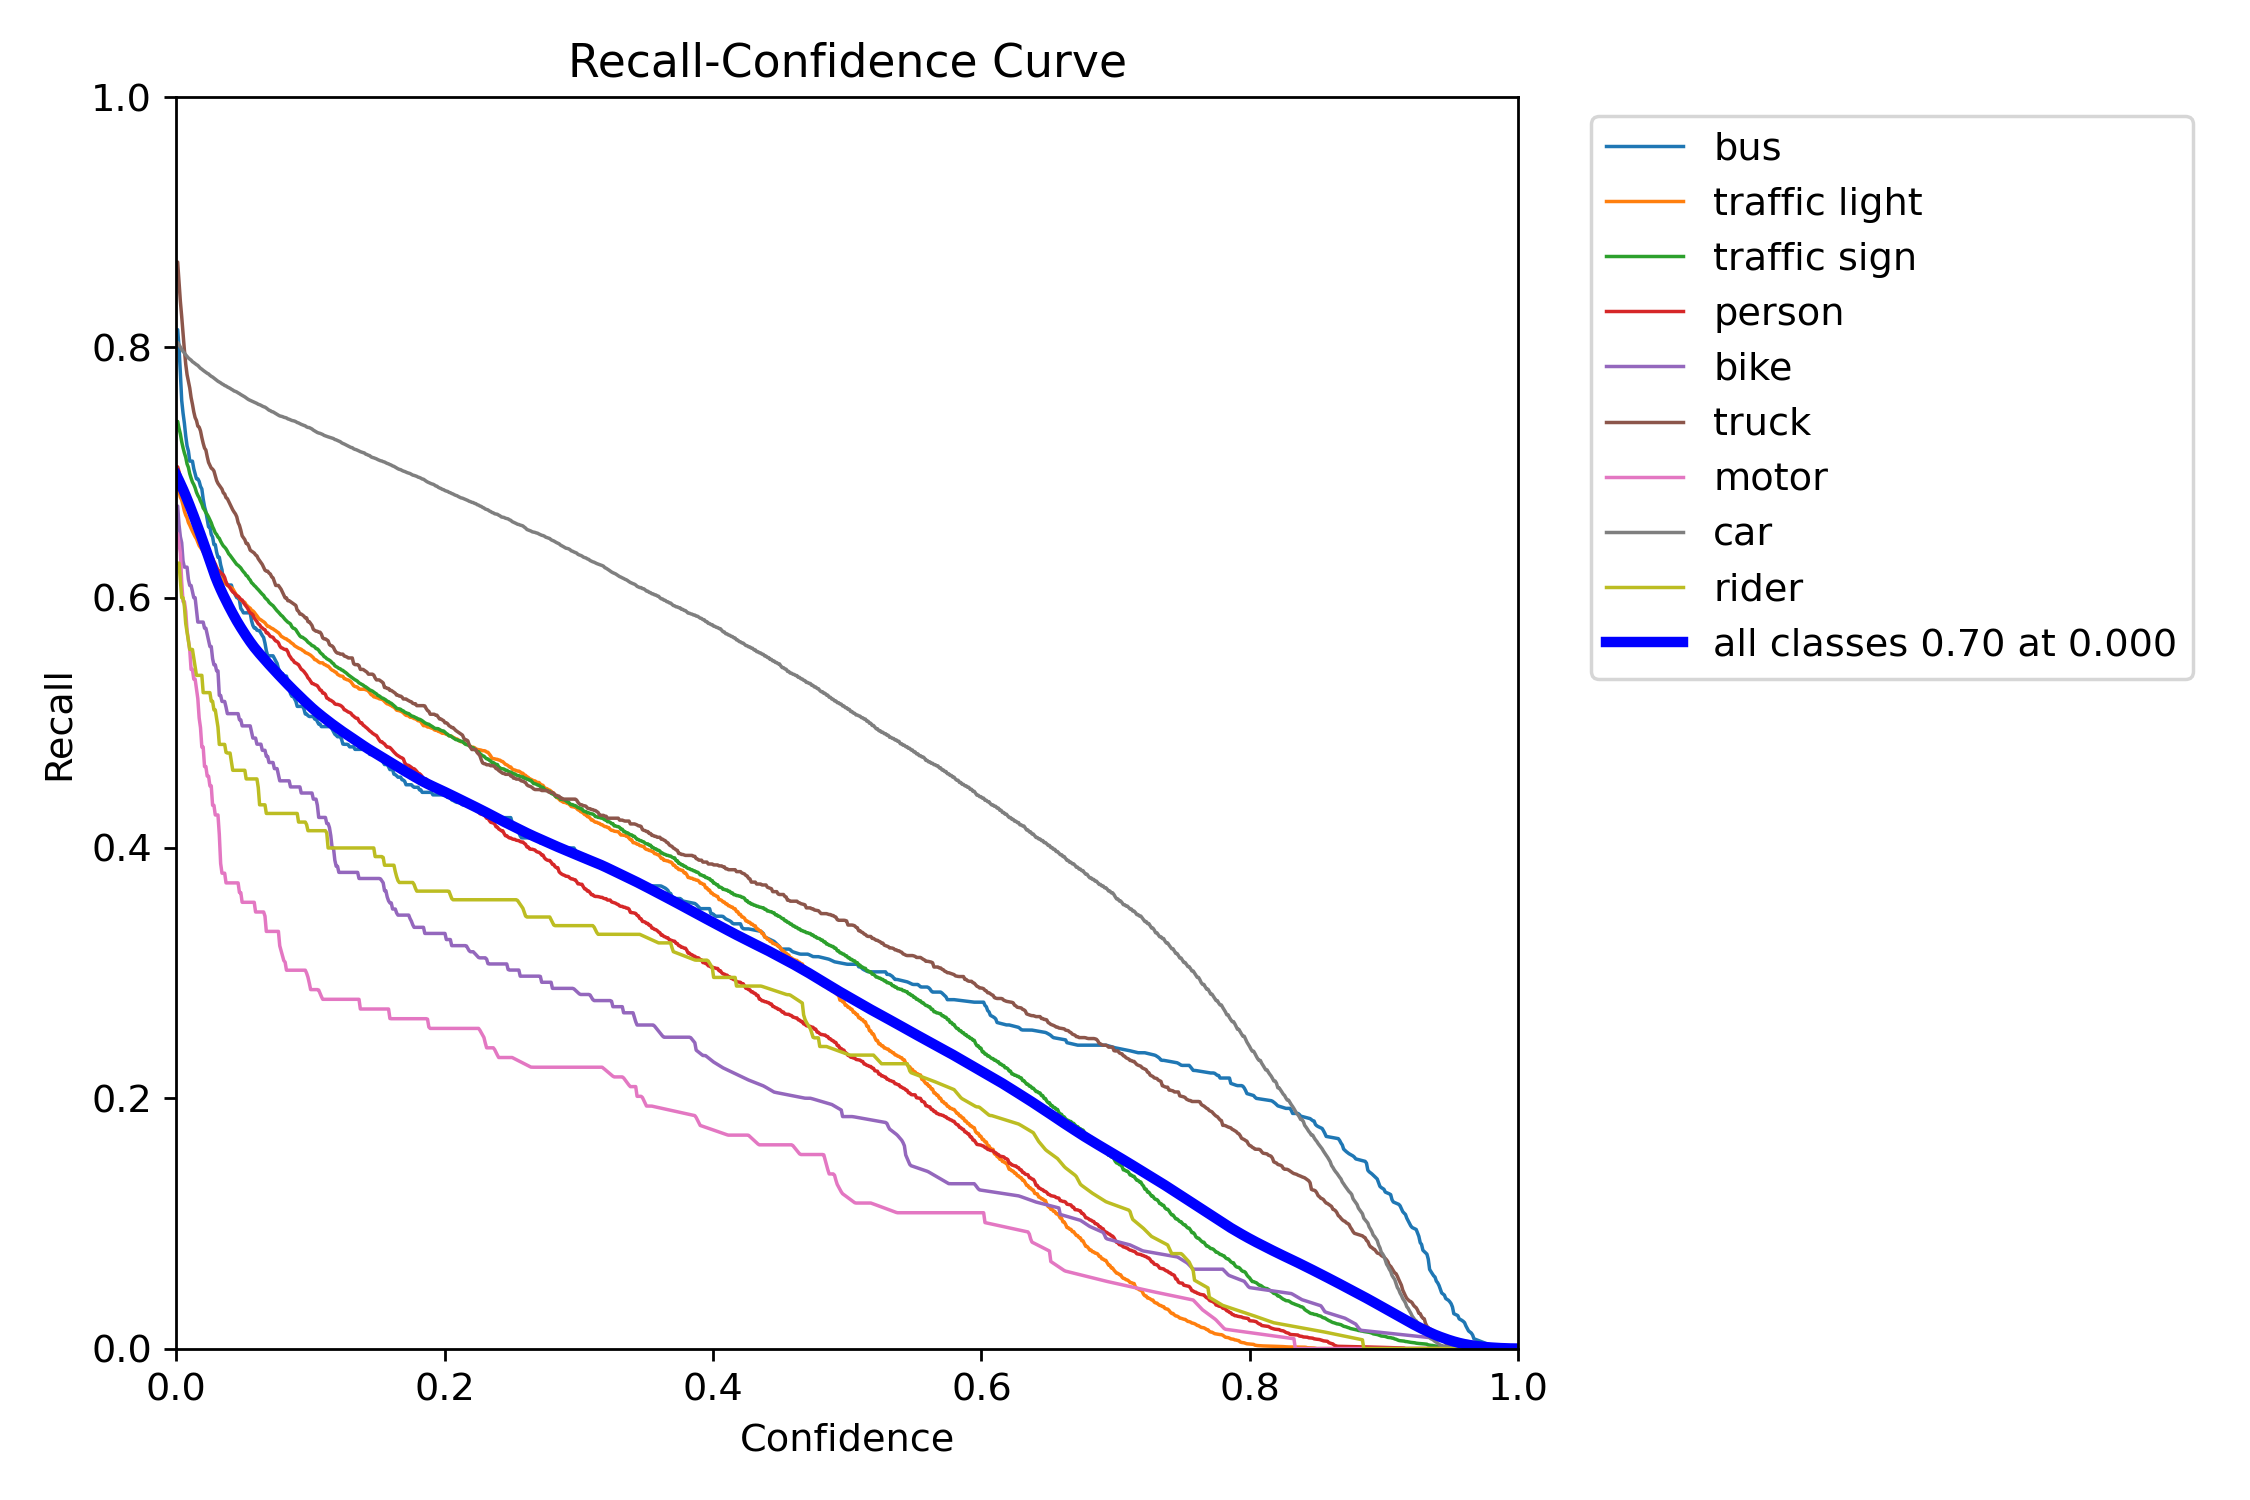 Recall-Confidence Curve
1.0
0.8
0.6
0.4
0.2
0.0
Recall
0.0 0.2 0.4 0.6 0.8 1.0
Confidence
bus
traffic light
traffic sign
person
bike
truck
motor
car
rider
all classes 0.70 at 0.000